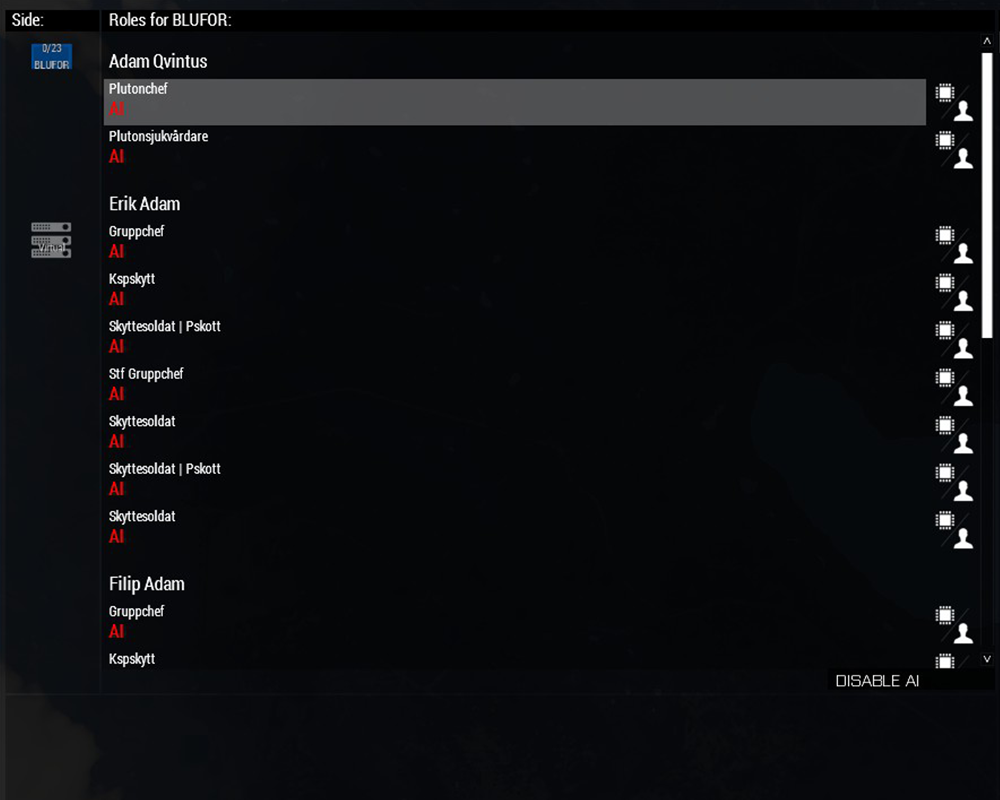 Side:
Roles for BLUFOR:
0/23
BLUFOR
Virtual
Adam Qvintus
Plutonchef
AI
Plutonsjukvårdare
AI
Erik Adam
Gruppchef
AI
Kspskytt
AI
Skyttesoldat | Pskott
AI
Stf Gruppchef
AI
Skyttesoldat
AI
Skyttesoldat | Pskott
AI
Skyttesoldat
AI
Filip Adam
Gruppchef
AI
Kspskytt
DISABLE AI